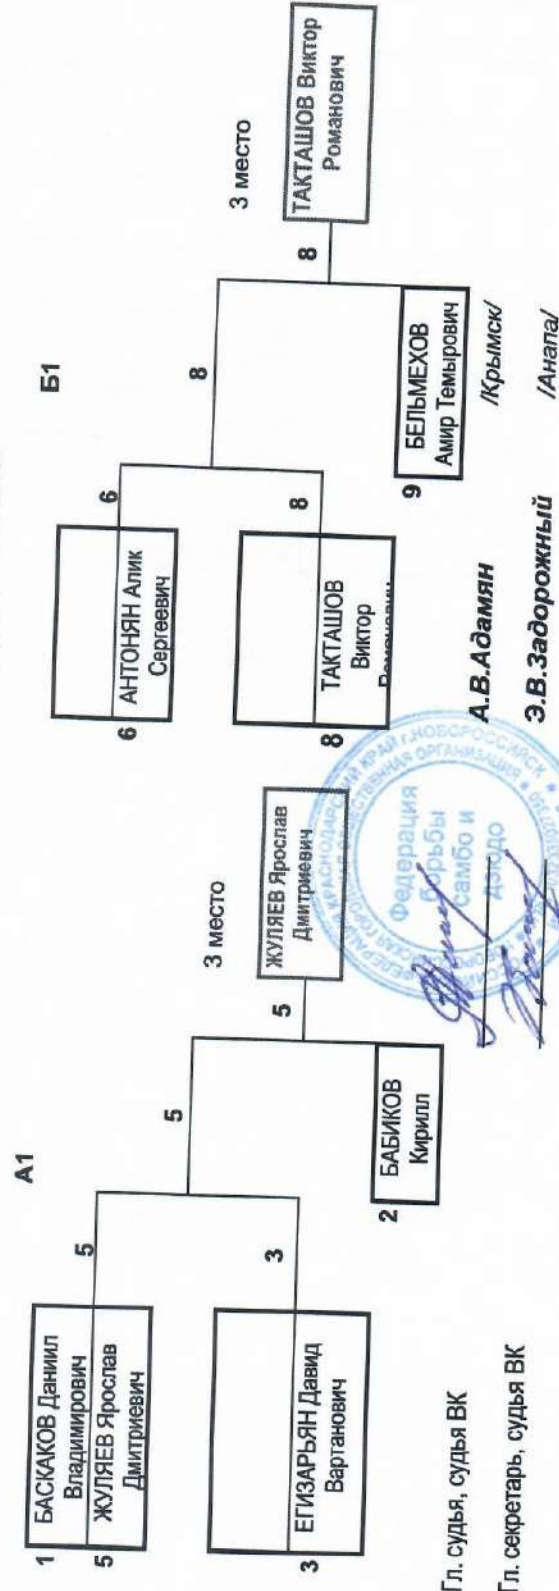 А1
1
БАСКАКОВ Даниил
Владимирович
5
ЖУЛЯЕВ Ярослав
Дмитриевич
5
3
ЕГИЗАРЬЯН Давид
Вартанович
3
5
2
БАБИКОВ
Кирилл
5
3 место
ЖУЛЯЕВ Ярослав
Дмитриевич
Б1
6
АНТОНЯН Алик
Сергеевич
6
8
ТАКТАШОВ
Виктор
Романович
8
8
9
БЕЛЬМЕХОВ
Амир Темырович
8
3 место
ТАКТАШОВ Виктор
Романович
Гл. судья, судья ВК
А.В.Адамян
/Крымск/
Гл. секретарь, судья ВК
Э.В.Задорожный
/Анапа/
Федерация
борьбы
самбо и
дзюдо